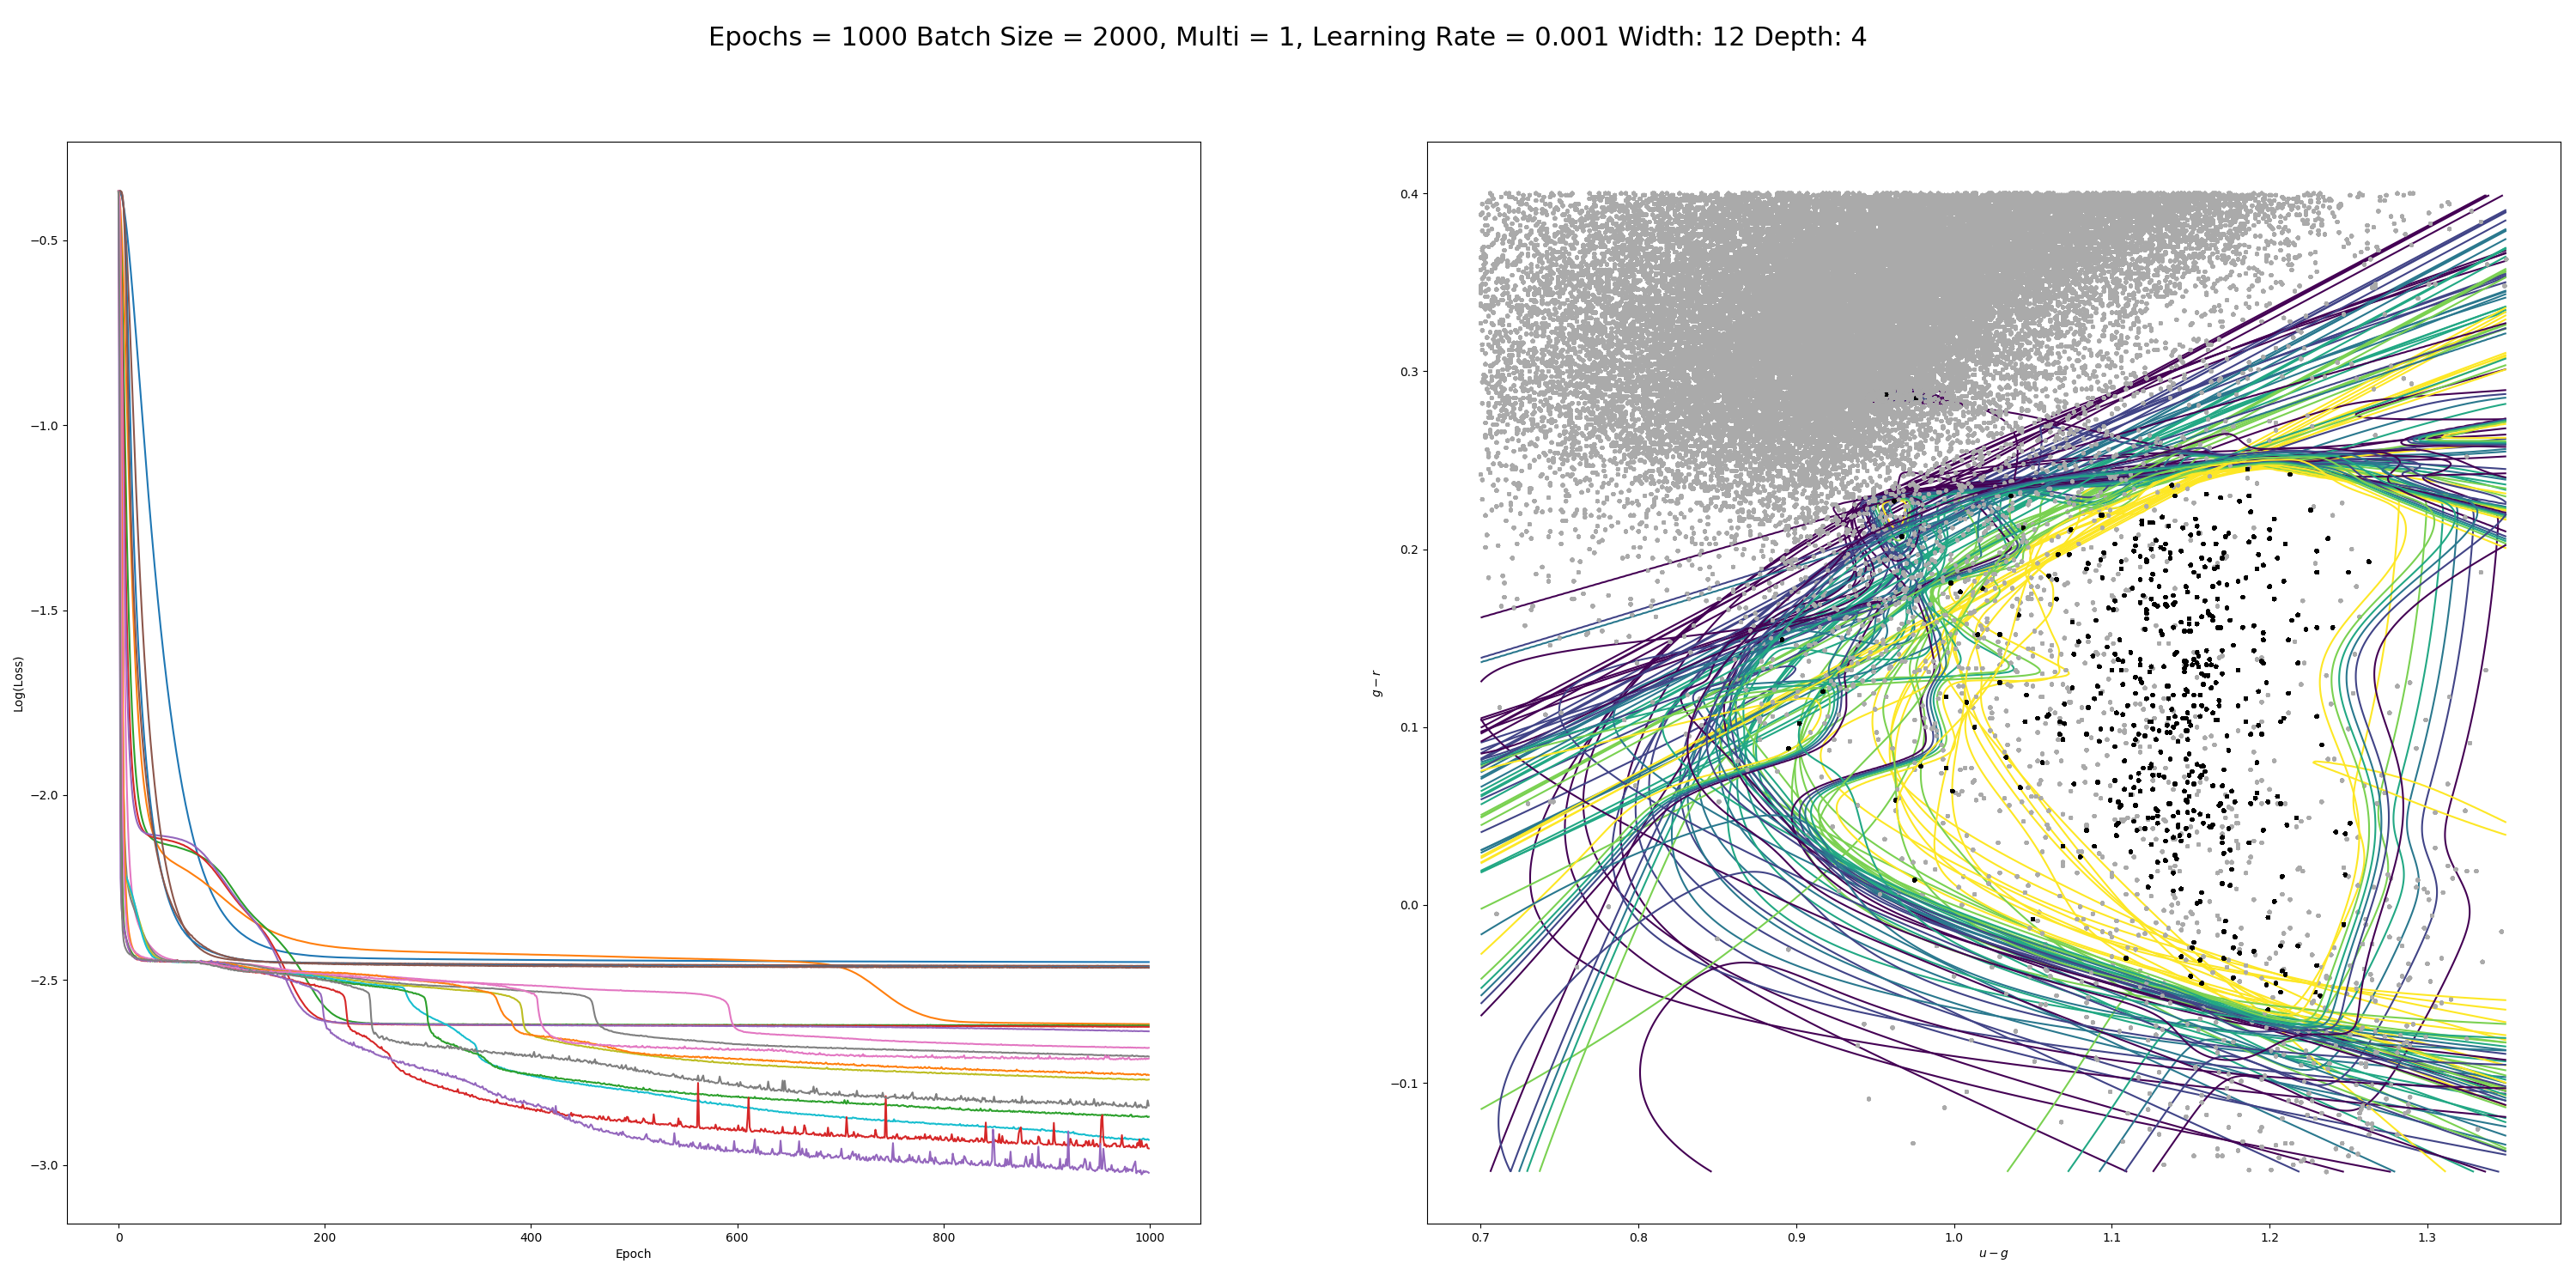 Epochs = 1000 Batch Size = 2000, Multi = 1, Learning Rate = 0.001 Width: 12 Depth: 4
−0.5
−1.0
−1.5
−2.0
−2.5
−3.0
Log(Loss)
0 200 400 600 800 1000
Epoch
0.4
0.3
0.2
0.1
0.0
−0.1
g − r
0.7 0.8 0.9 1.0 1.1 1.2 1.3
u − g